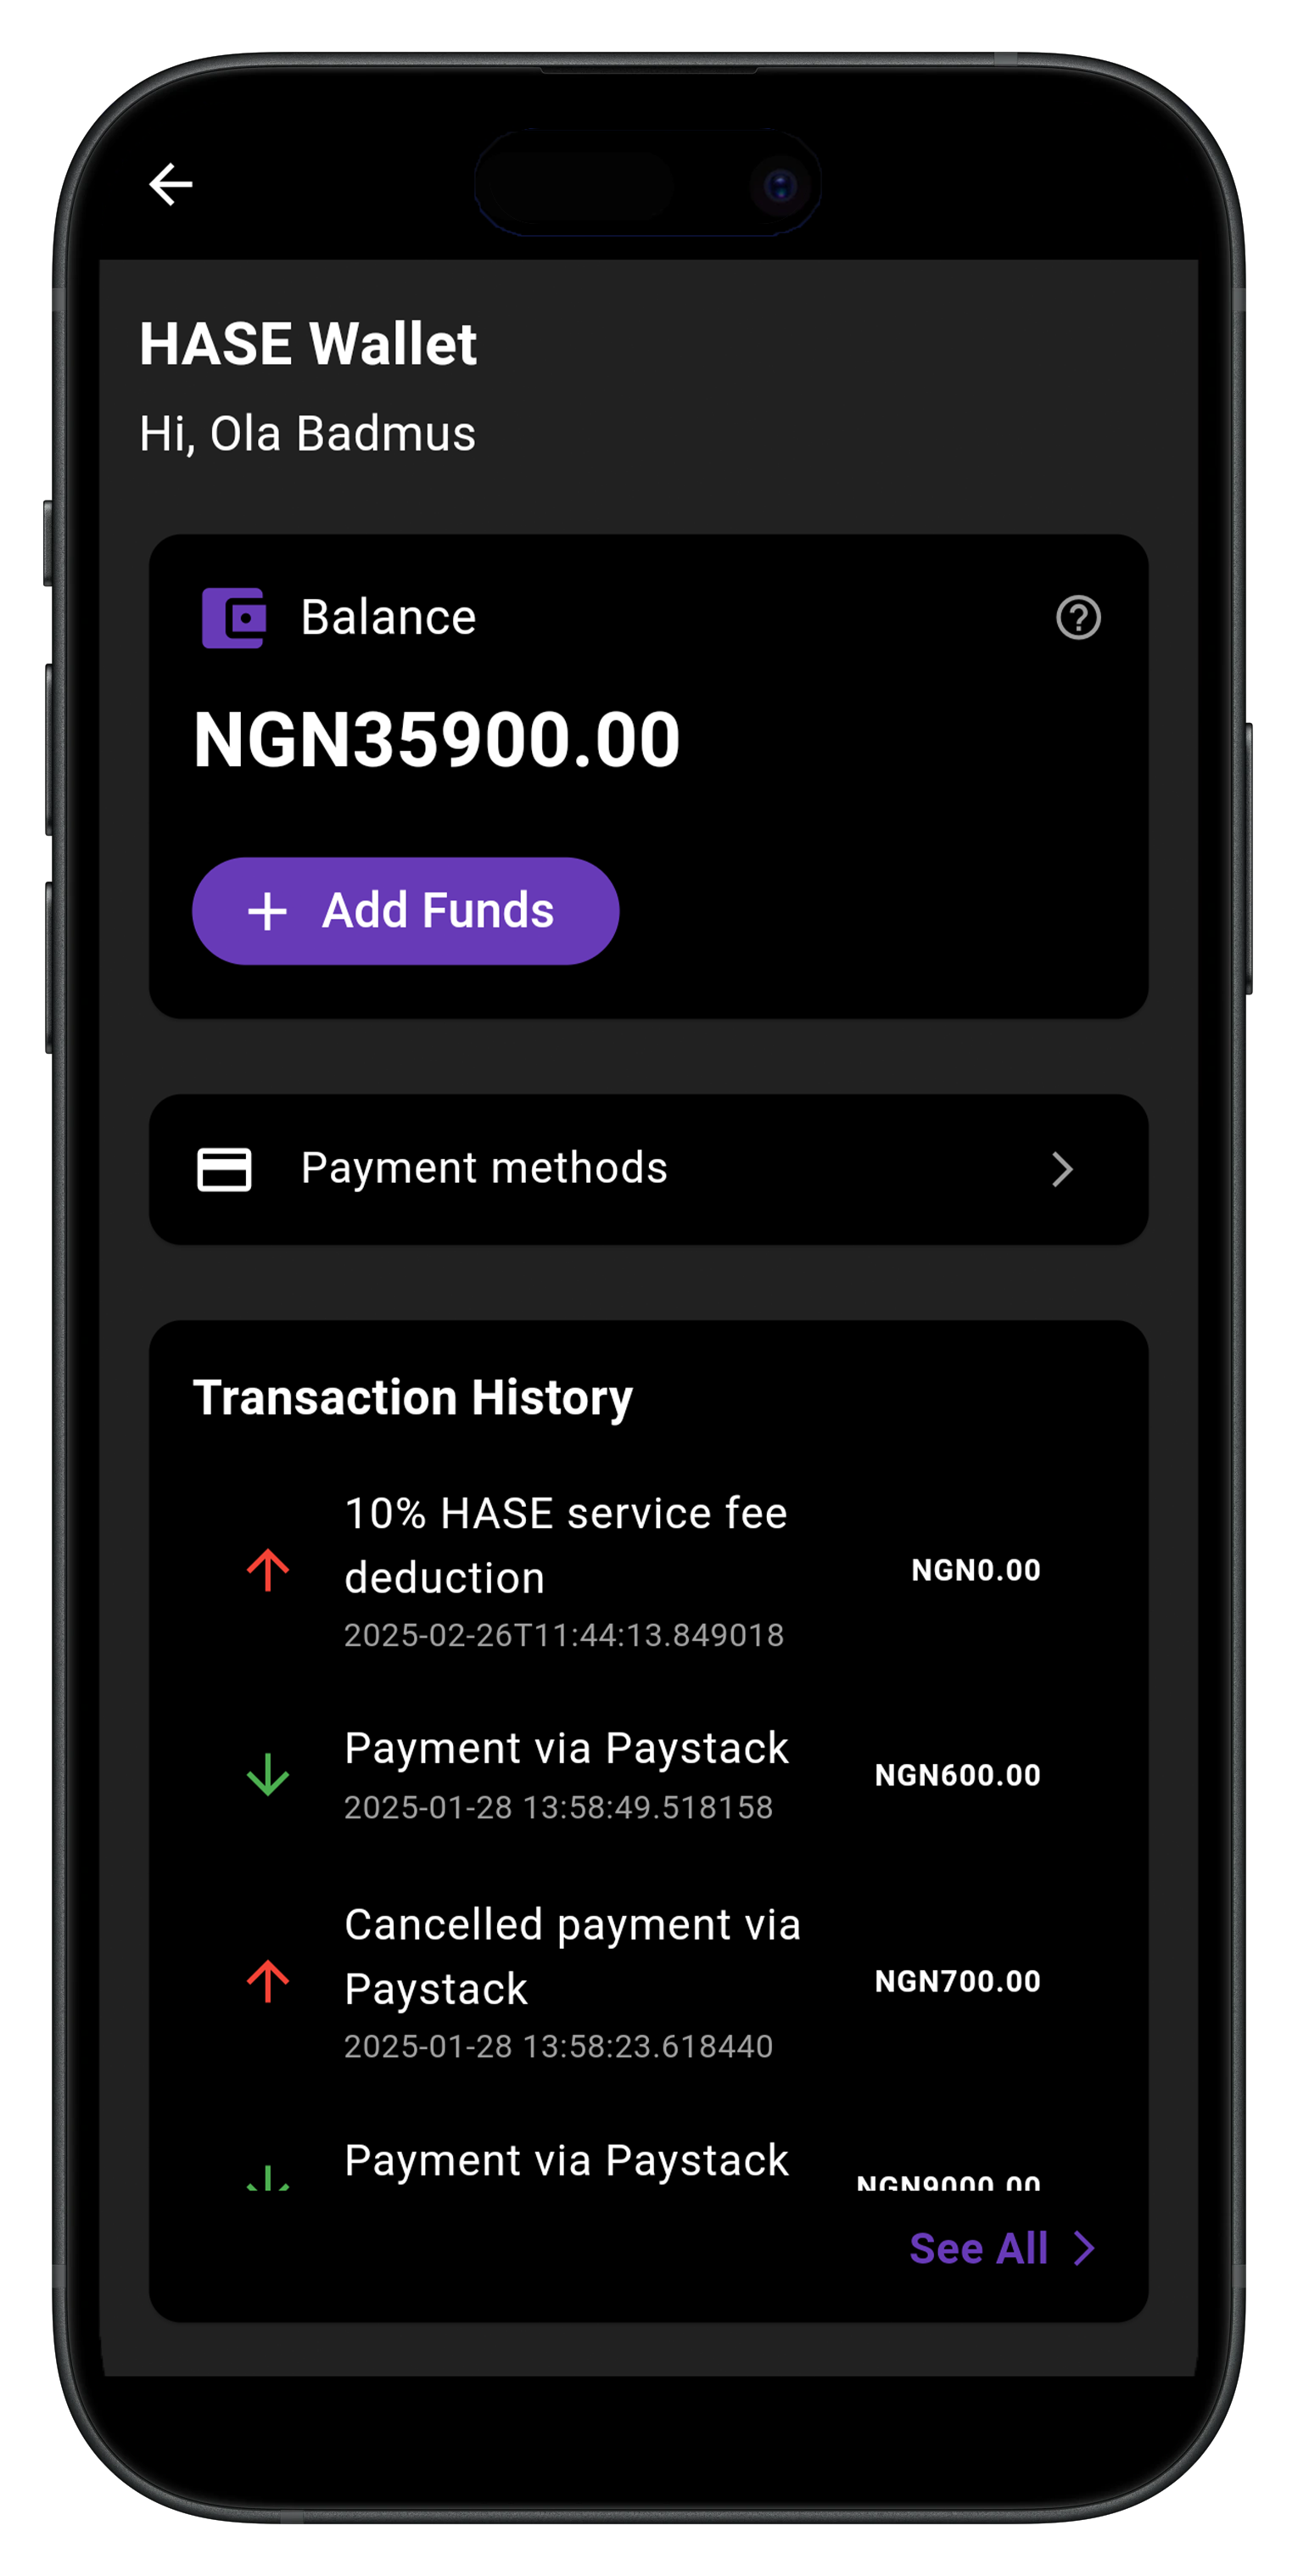 HASE Wallet
Hi, Ola Badmus
Balance
NGN35900.00
Add Funds
Payment methods
Transaction History
10% HASE service fee
deduction
NGN0.00
2025-02-26T11:44:13.849018
Payment via Paystack
NGN600.00
2025-01-28 13:58:49.518158
Cancelled payment via
Paystack
NGN700.00
2025-01-28 13:58:23.618440
Payment via Paystack
NGN9000.00
See All